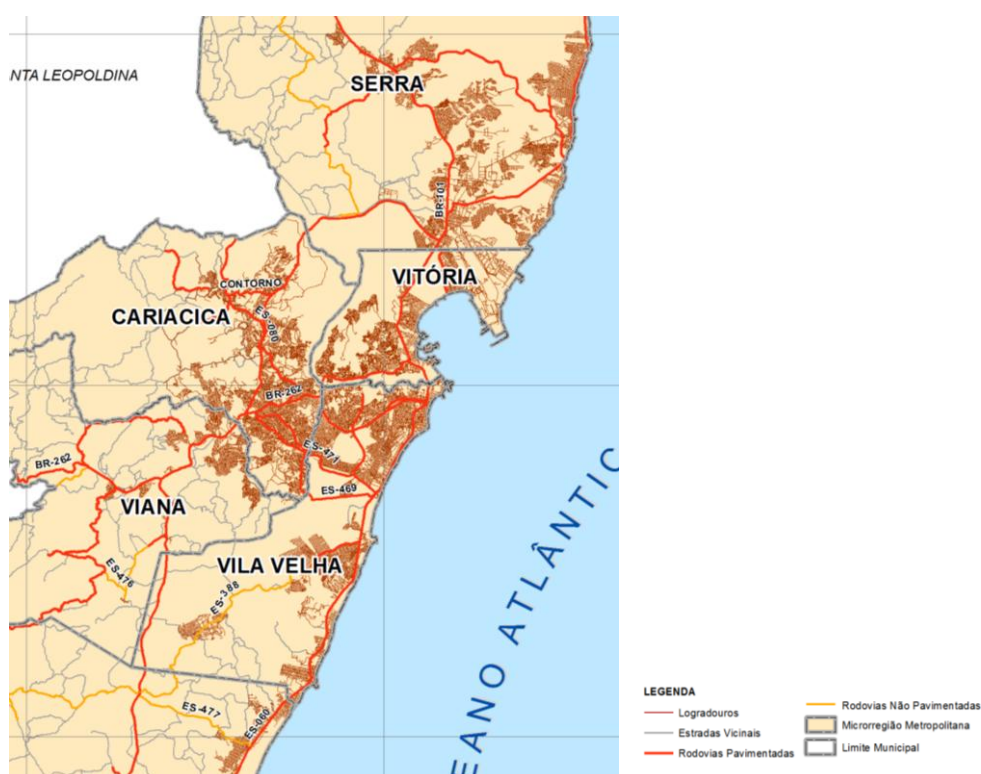 NTA LEOPOLDINA
SERRA
BR-101
VITÓRIA
CONTORNO
CARIACICA
ES-080
BR-262
ES-471
BR-262
ES-469
VIANA
VILA VELHA
ES-476
ES-388
ES-477
ES-060
EANO ATLÂNTIC
LEGENDA
Logradouros
Estradas Vicinais
Rodovias Pavimentadas
Rodovias Não Pavimentadas
Microrregião Metropolitana
Limite Municipal